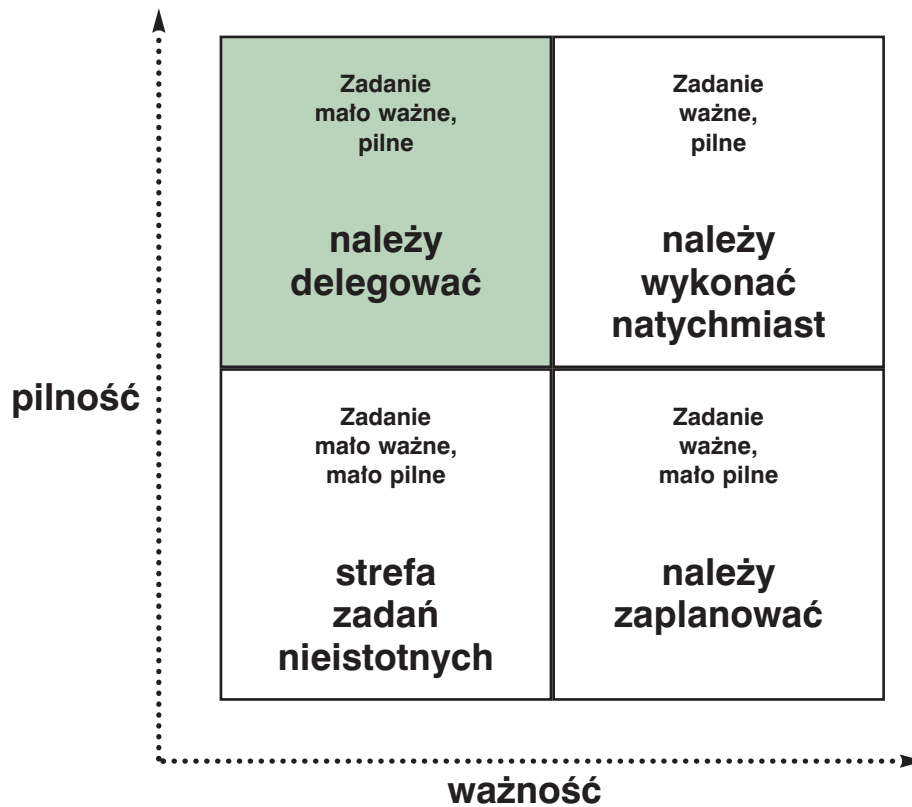 Zadanie
mało ważne,
pilne
należy
delegować
Zadanie
ważne,
pilne
należy
wykonać
natychmiast
pilność
Zadanie
mało ważne,
mało pilne
strefa
zadań
nieistotnych
Zadanie
ważne,
mało pilne
należy
zaplanować
ważność